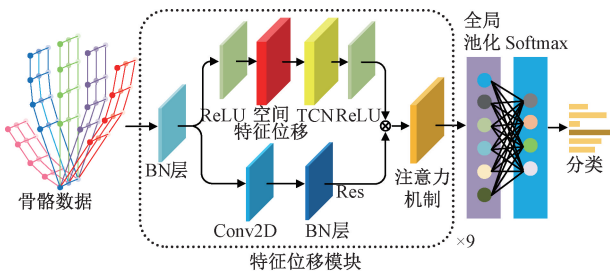 全局
池化 Softmax
ReLU 空间 TCN ReLU
特征位移
BN层
骨骼数据
Res
Conv2D BN层
注意力
机制
分类
×9
特征位移模块